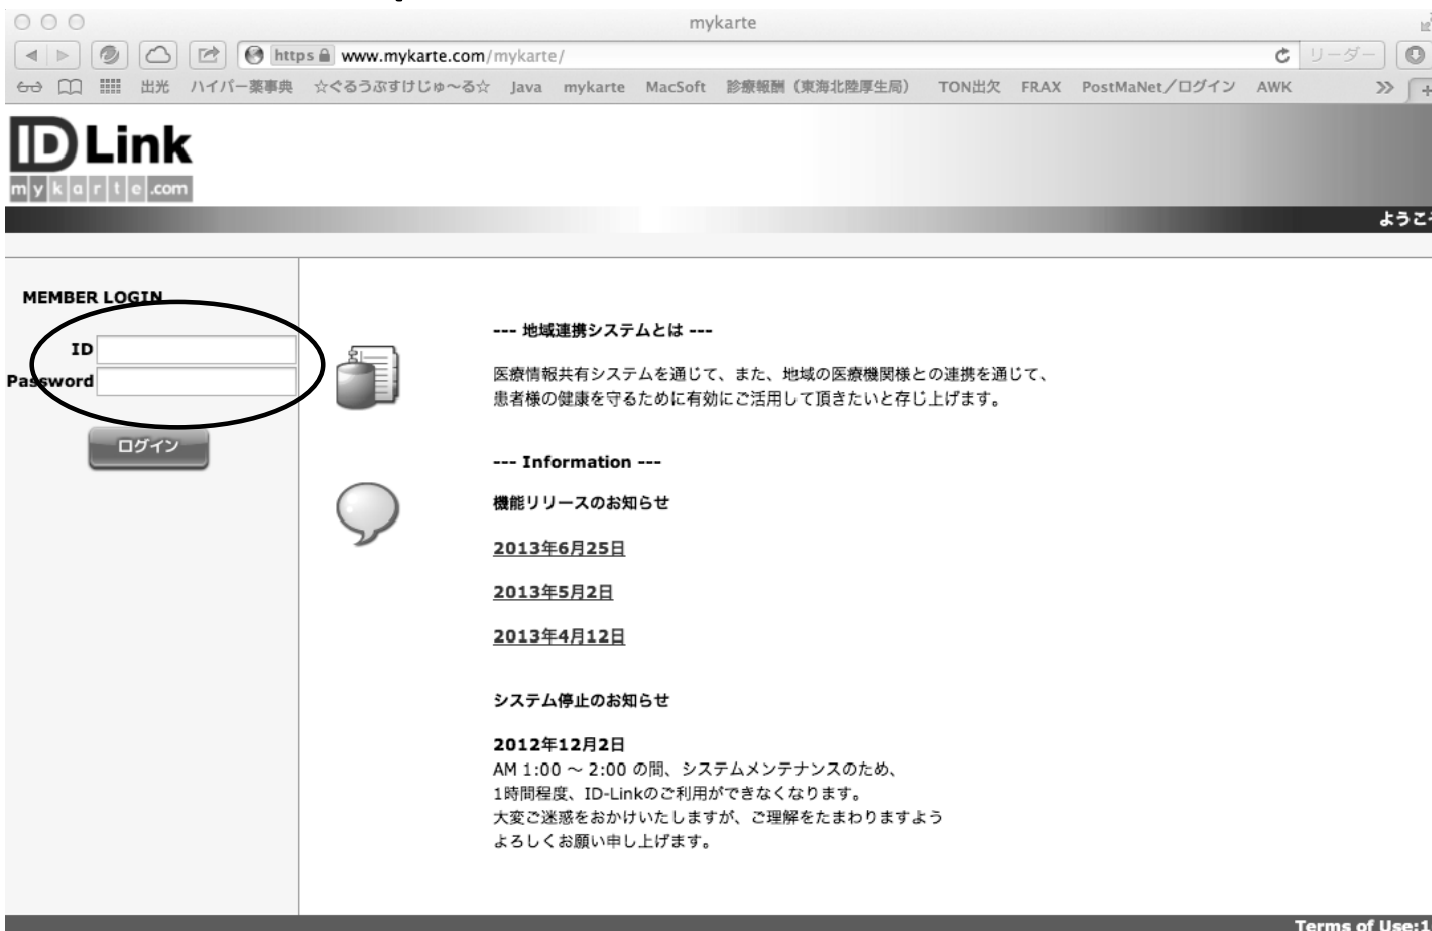 mykarte
https www.mykarte.com/mykarte/
リーダー
出光 ハイパー薬事典 ☆ぐるうぷすけじゅ〜る☆ Java mykarte MacSoft 診療報酬（東海北陸厚生局） TON出欠 FRAX PostMaNet／ログイン AWK
ID Link
mykarte.com
ようこそ
MEMBER LOGIN
ID
Password
ログイン
--- 地域連携システムとは ---
医療情報共有システムを通じて、また、地域の医療機関様との連携を通じて、
患者様の健康を守るために有効にご活用して頂きたいと存じ上げます。
--- Information ---
機能リリースのお知らせ
2013年6月25日
2013年5月2日
2013年4月12日
システム停止のお知らせ
2012年12月2日
AM 1:00 〜 2:00 の間、システムメンテナンスのため、
1時間程度、ID-Linkのご利用ができなくなります。
大変ご迷惑をおかけいたしますが、ご理解をたまわりますよう
よろしくお願い申し上げます。
Terms of Use:1